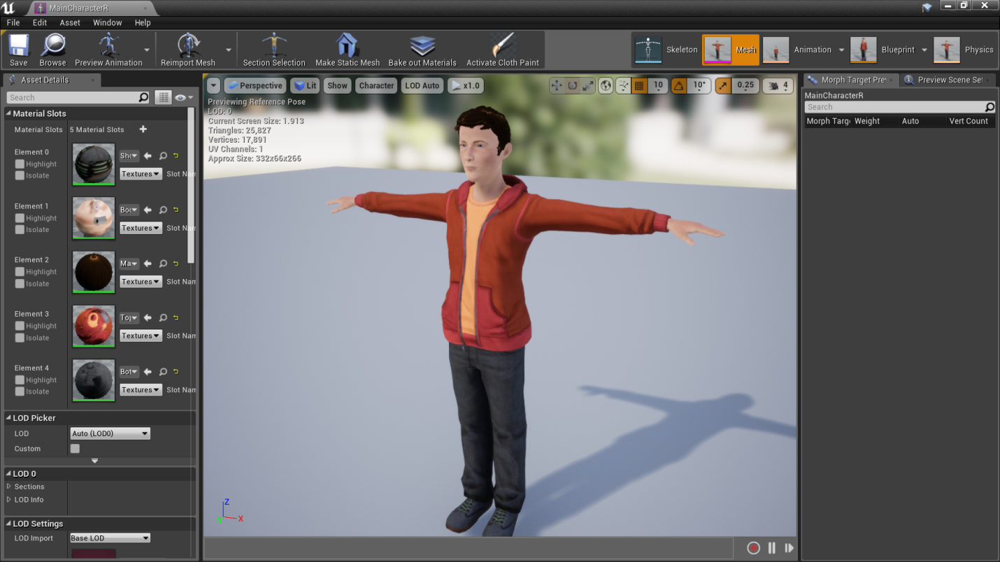 MainCharacterR
File Edit Asset Window Help
Save Browse Preview Animation Reimport Mesh Section Selection Make Static Mesh Bake out Materials Activate Cloth Paint Skeleton Mesh Animation Blueprint Physics
Asset Details
Search
Material Slots
Material Slots 5 Material Slots
Element 0
Highlight
Isolate
Sho
Textures Slot Nam
Element 1
Highlight
Isolate
Bod
Textures Slot Nam
Element 2
Highlight
Isolate
Ma
Textures Slot Nam
Element 3
Highlight
Isolate
Top
Textures Slot Nam
Element 4
Highlight
Isolate
Bot
Textures Slot Nam
LOD Picker
LOD Auto (LOD0)
Custom
LOD 0
Sections
LOD Info
LOD Settings
LOD Import Base LOD
Perspective Lit Show Character LOD Auto x1.0 10 10° 0.25 4
Previewing Reference Pose
LOD: 0
Current Screen Size: 1.913
Triangles: 25,827
Vertices: 17,891
UV Channels: 1
Approx Size: 332x66x266
Z
Y X
Morph Target Pre Preview Scene Set
MainCharacterR
Search
Morph Targ Weight Auto Vert Count